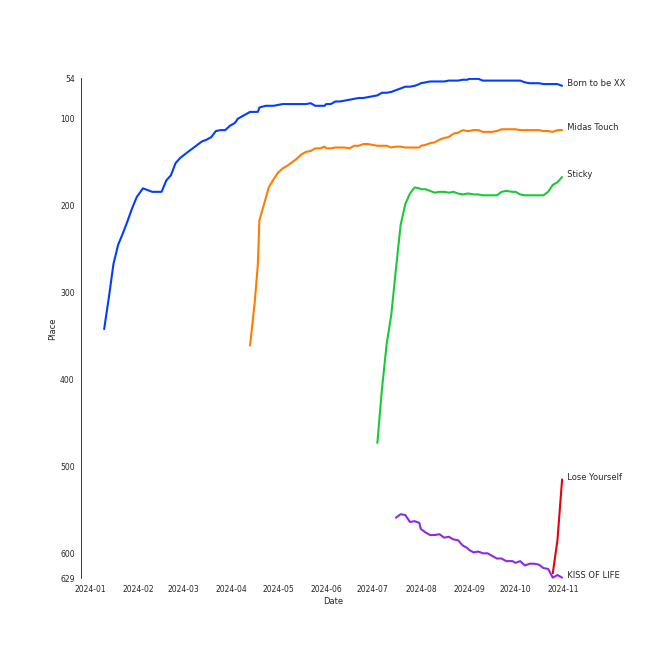 54
Born to be XX
100
Midas Touch
Sticky
200
300
Place
400
500
Lose Yourself
600
629
KISS OF LIFE
2024-01 2024-02 2024-03 2024-04 2024-05 2024-06 2024-07 2024-08 2024-09 2024-10 2024-11
Date